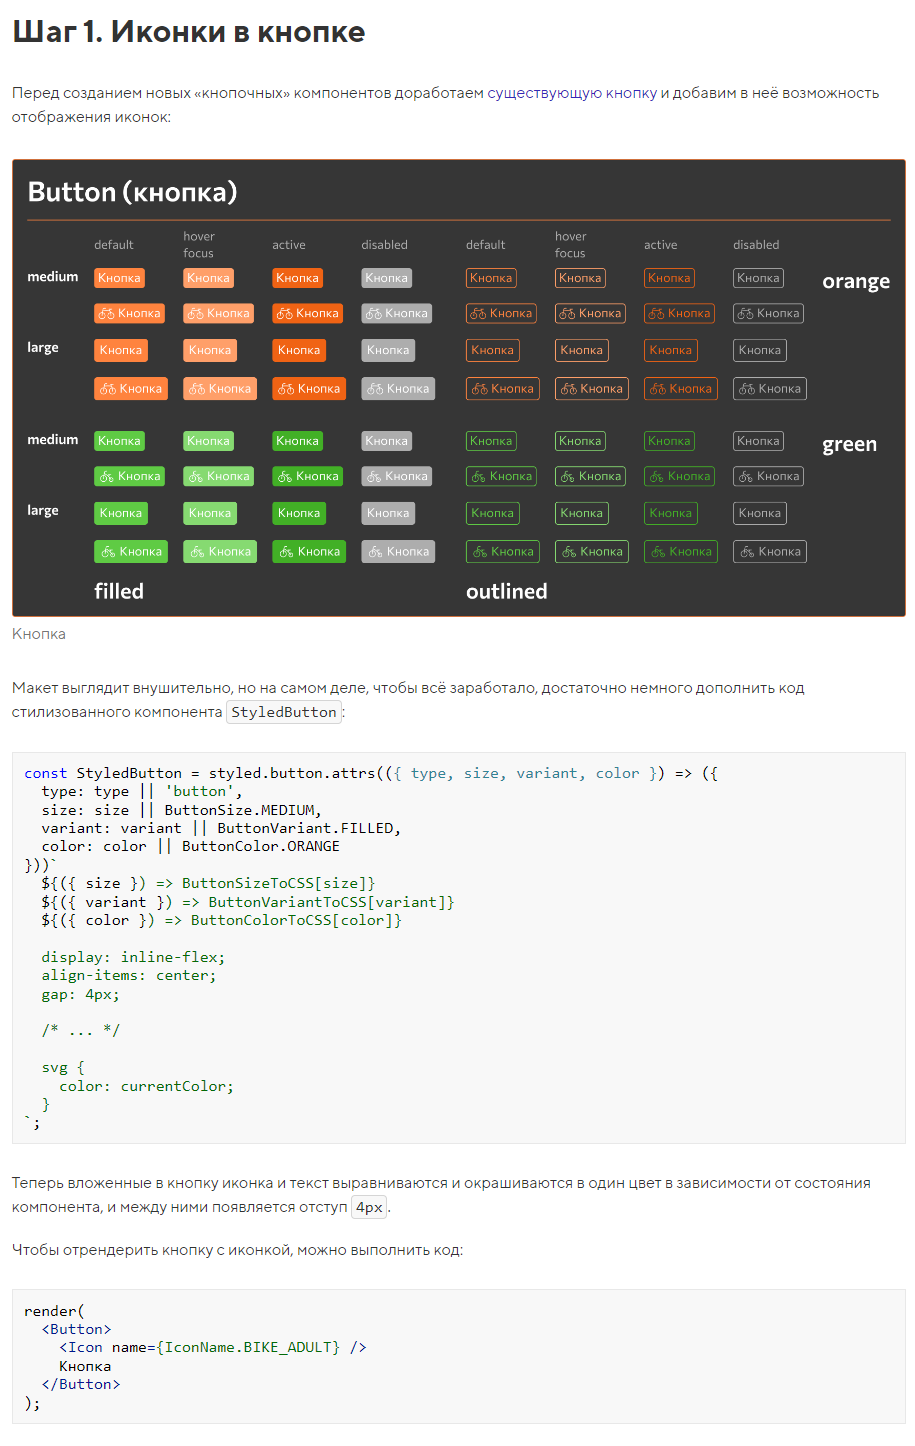 Шаг 1. Иконки в кнопке
Перед созданием новых «кнопочных» компонентов доработаем существующую кнопку и добавим в неё возможность
отображения иконок:
Button (кнопка)
default hover focus active disabled default hover focus active disabled
medium Кнопка Кнопка Кнопка Кнопка Кнопка Кнопка Кнопка Кнопка orange
Кнопка Кнопка Кнопка Кнопка Кнопка Кнопка Кнопка Кнопка
large Кнопка Кнопка Кнопка Кнопка Кнопка Кнопка Кнопка Кнопка
Кнопка Кнопка Кнопка Кнопка Кнопка Кнопка Кнопка Кнопка
medium Кнопка Кнопка Кнопка Кнопка Кнопка Кнопка Кнопка Кнопка green
Кнопка Кнопка Кнопка Кнопка Кнопка Кнопка Кнопка Кнопка
large Кнопка Кнопка Кнопка Кнопка Кнопка Кнопка Кнопка Кнопка
Кнопка Кнопка Кнопка Кнопка Кнопка Кнопка Кнопка Кнопка
filled outlined
Кнопка
Макет выглядит внушительно, но на самом деле, чтобы всё заработало, достаточно немного дополнить код
стилизованного компонента StyledButton:
const StyledButton = styled.button.attrs(({ type, size, variant, color }) => ({
  type: type || 'button',
  size: size || ButtonSize.MEDIUM,
  variant: variant || ButtonVariant.FILLED,
  color: color || ButtonColor.ORANGE
}))`
  ${({ size }) => ButtonSizeToCSS[size]}
  ${({ variant }) => ButtonVariantToCSS[variant]}
  ${({ color }) => ButtonColorToCSS[color]}
  display: inline-flex;
  align-items: center;
  gap: 4px;
  /* ... */
  svg {
    color: currentColor;
  }
`;
Теперь вложенные в кнопку иконка и текст выравниваются и окрашиваются в один цвет в зависимости от состояния
компонента, и между ними появляется отступ 4px.
Чтобы отрендерить кнопку с иконкой, можно выполнить код:
render(
  <Button>
    <Icon name={IconName.BIKE_ADULT} />
    Кнопка
  </Button>
);